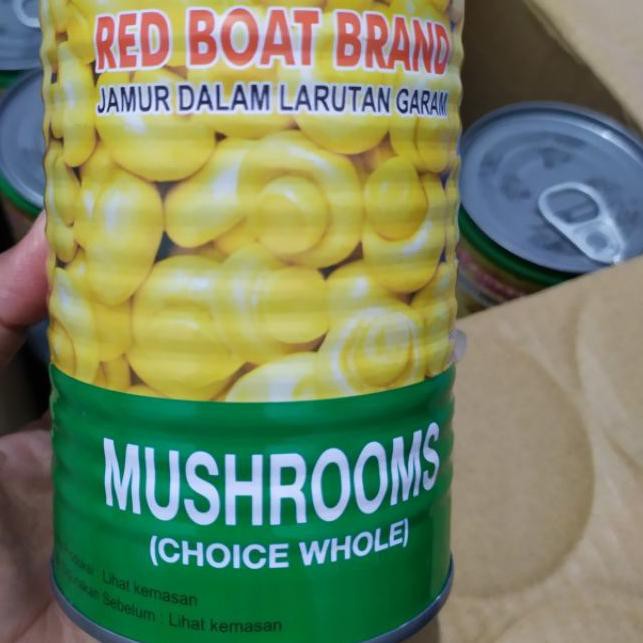 RED BOAT BRAND
JAMUR DALAM LARUTAN GARAM
MUSHROOMS
(CHOICE WHOLE)
: Lihat kemasan
Sebelum : Lihat kemasan